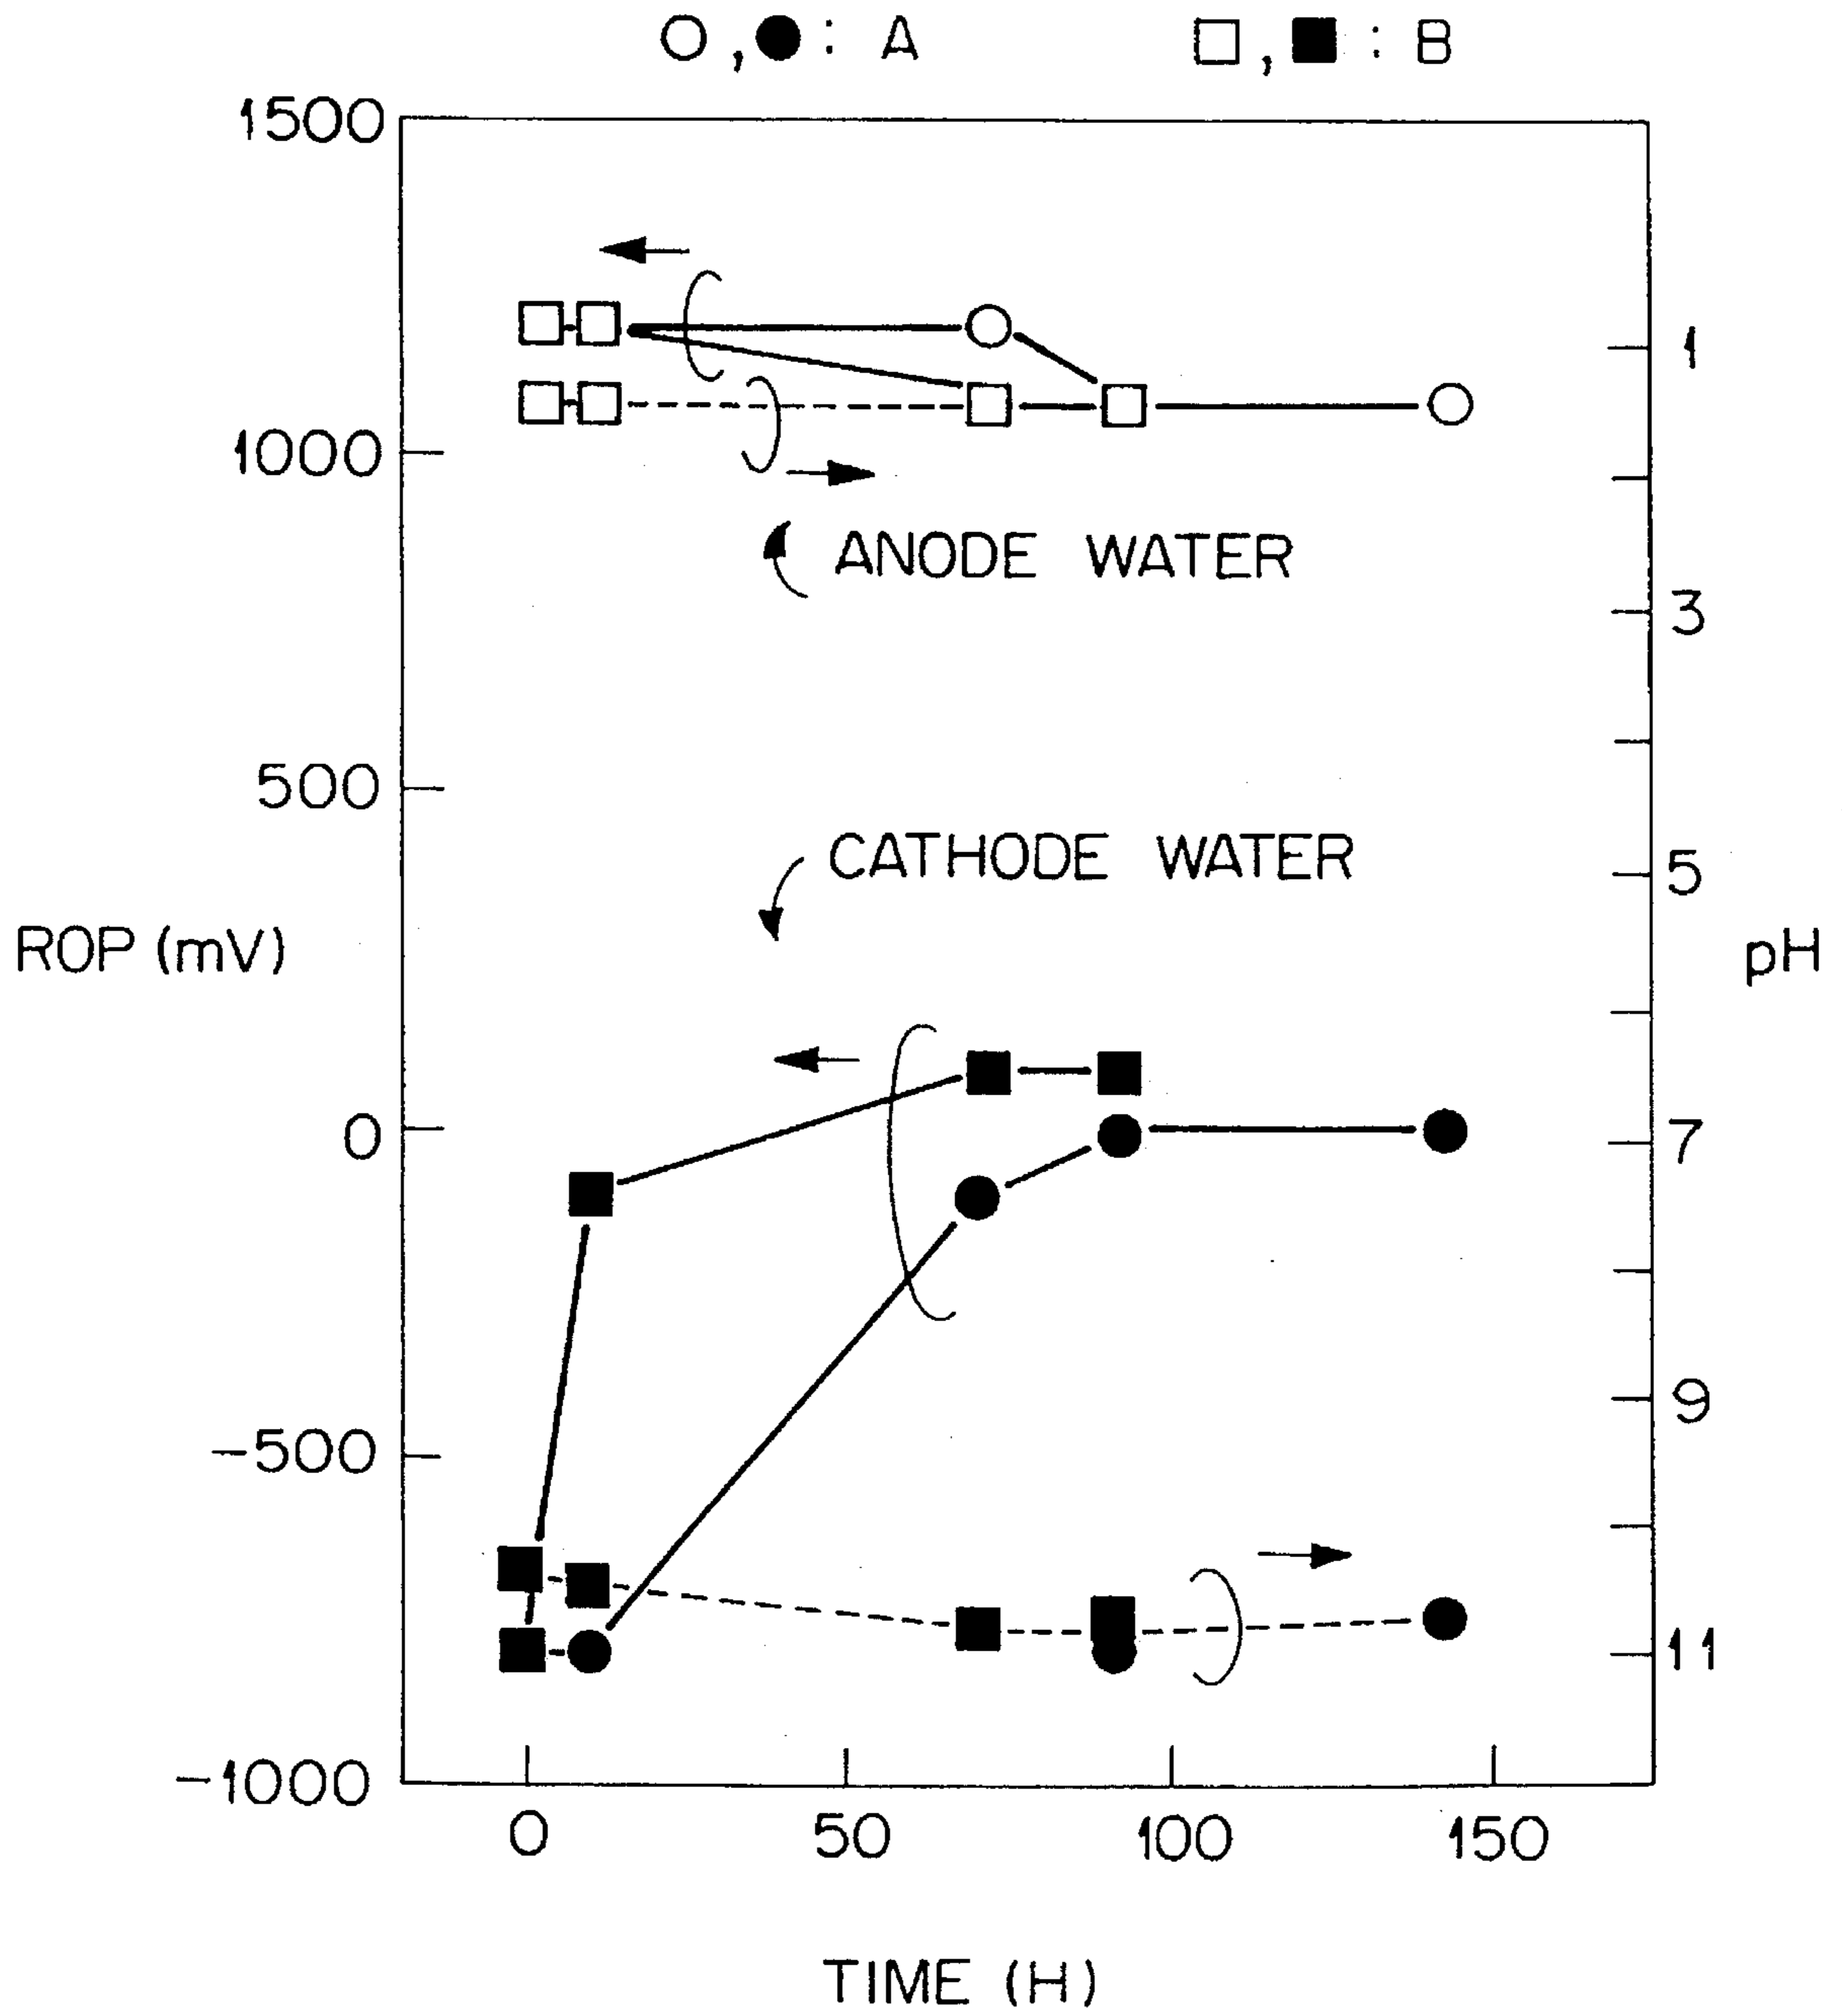 ○,●: A □,■: B
1500
1000
500
0
-500
-1000
ROP (mV)
1
3
5
7
9
11
pH
ANODE WATER
CATHODE WATER
0 50 100 150
TIME (H)